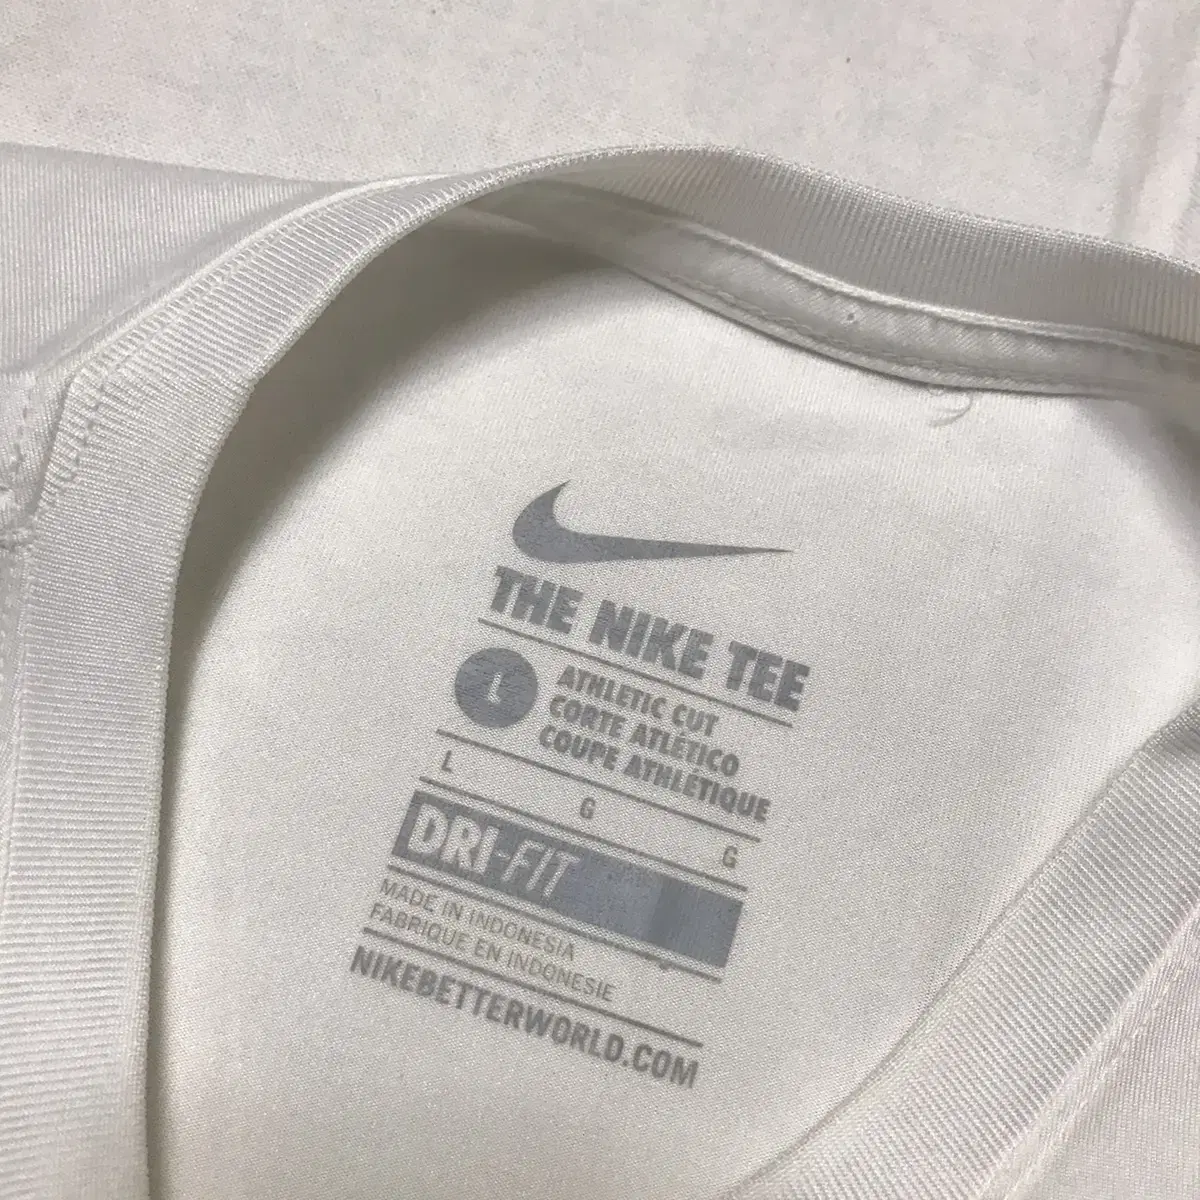 THE NIKE TEE
L
ATHLETIC CUT
CORTE ATLÉTICO
COUPE ATHLÉTIQUE
L G G
DRI-FIT
MADE IN INDONESIA
FABRIQUE EN INDONESIE
NIKEBETTERWORLD.COM